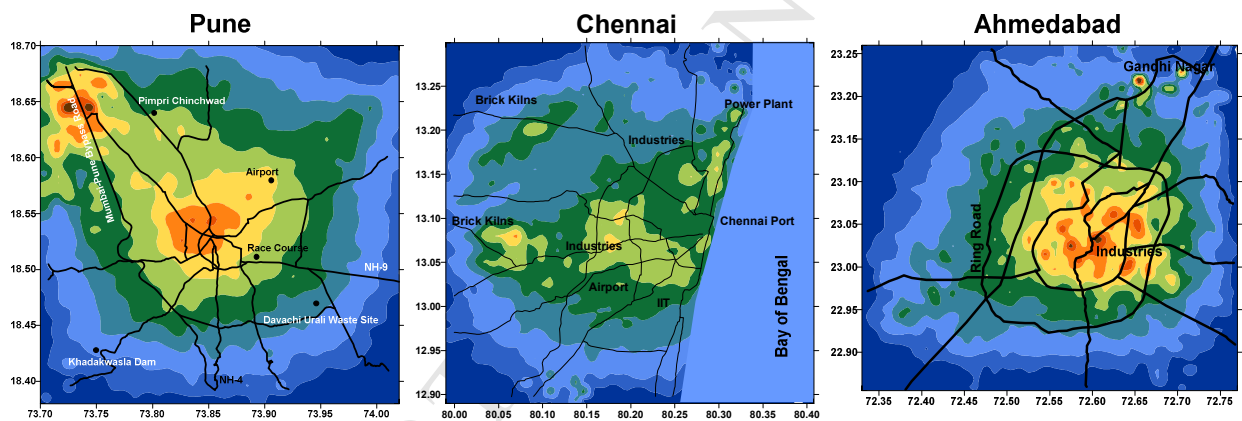 Pune
Chennai
Ahmedabad
18.70
18.65
18.60
18.55
18.50
18.45
18.40
73.70
73.75
73.80
73.85
73.90
73.95
74.00
Mumbai-Pune Bypass Road
Pimpri Chinchwad
Airport
Race Course
NH-9
Davachi Urali Waste Site
Khadakwasla Dam
NH-4
13.25
13.20
13.15
13.10
13.05
13.00
12.95
12.90
80.00
80.05
80.10
80.15
80.20
80.25
80.30
80.35
80.40
Brick Kilns
Power Plant
Industries
Brick Kilns
Chennai Port
Industries
Airport
IIT
Bay of Bengal
23.25
23.20
23.15
23.10
23.05
23.00
22.95
22.90
72.35
72.40
72.45
72.50
72.55
72.60
72.65
72.70
72.75
Gandhi Nagar
Ring Road
Industries